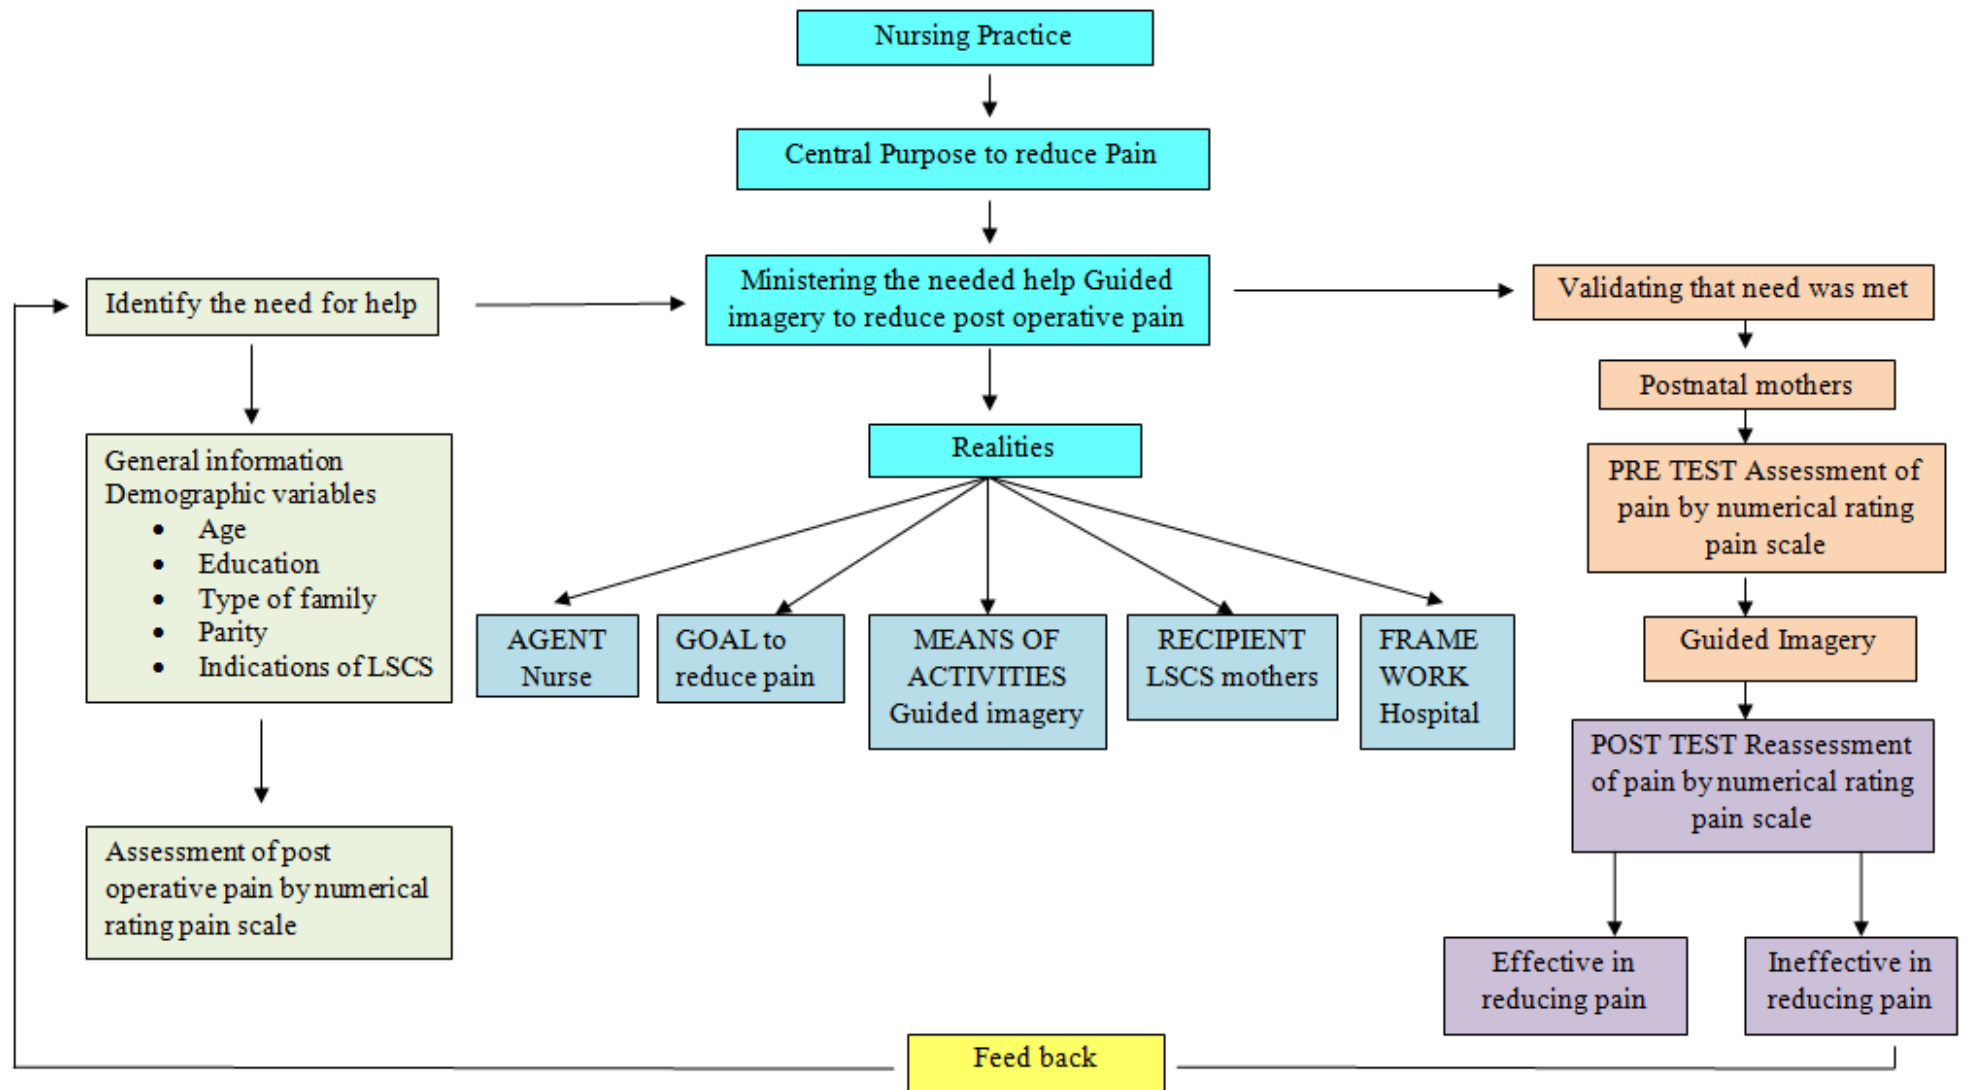 Nursing Practice
Central Purpose to reduce Pain
Identify the need for help
Ministering the needed help Guided
imagery to reduce post operative pain
Validating that need was met
Postnatal mothers
General information
Demographic variables
• Age
• Education
• Type of family
• Parity
• Indications of LSCS
Realities
PRE TEST Assessment of
pain by numerical rating
pain scale
AGENT
Nurse
GOAL to
reduce pain
MEANS OF
ACTIVITIES
Guided imagery
RECIPIENT
LSCS mothers
FRAME
WORK
Hospital
Guided Imagery
POST TEST Reassessment
of pain by numerical rating
pain scale
Assessment of post
operative pain by numerical
rating pain scale
Effective in
reducing pain
Ineffective in
reducing pain
Feed back